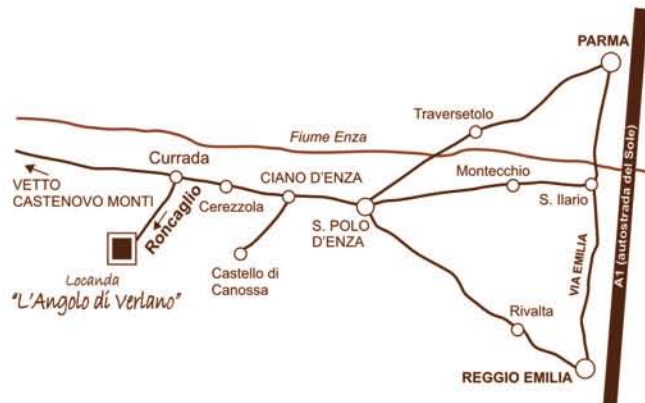 PARMA
Traversetolo
Fiume Enza
Currada
CIANO D'ENZA
Montecchio
VETTO
CASTENOVO MONTI
Roncaglio
Cerezzola
S. POLO
D'ENZA
S. Ilario
A1 (autostrada del Sole)
Castello di
Canossa
VIA EMILIA
Locanda
"L'Angolo di Verlano"
Rivalta
REGGIO EMILIA